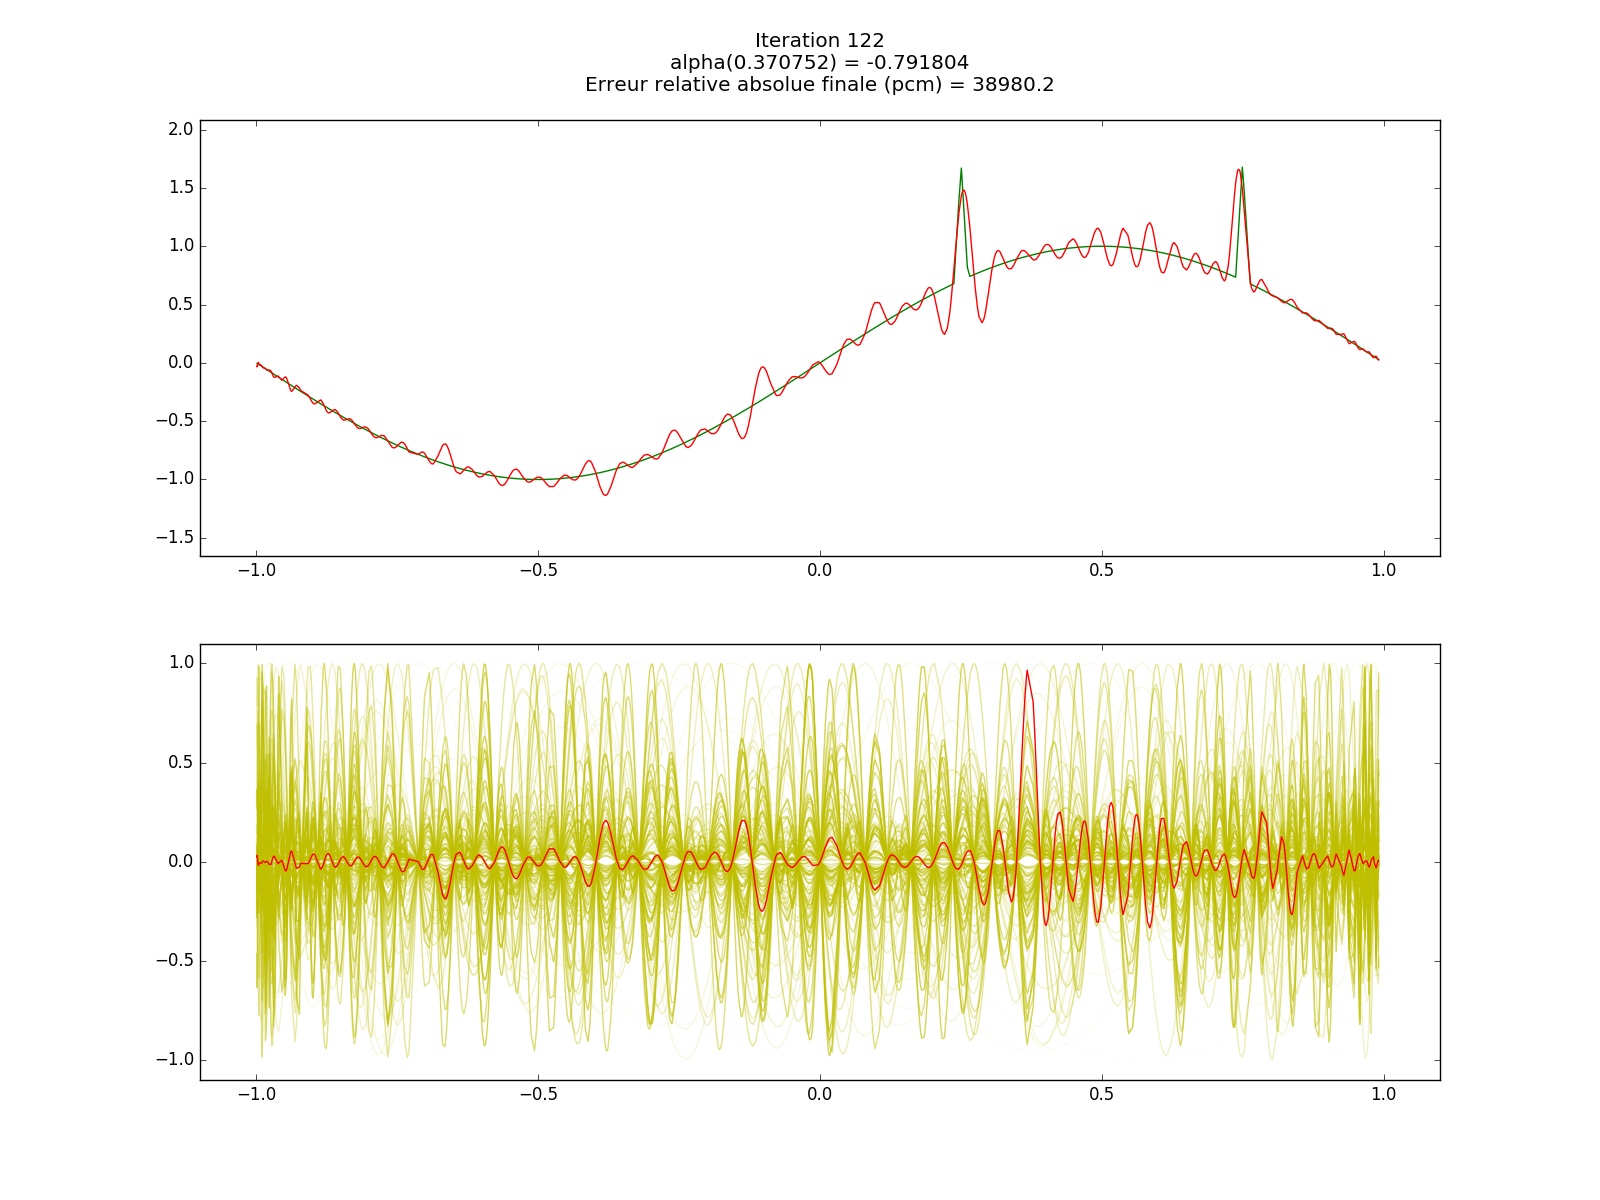 Iteration 122
alpha(0.370752) = -0.791804
Erreur relative absolue finale (pcm) = 38980.2
2.0
1.5
1.0
0.5
0.0
−0.5
−1.0
−1.5
−1.0 −0.5 0.0 0.5 1.0
1.0
0.5
0.0
−0.5
−1.0
−1.0 −0.5 0.0 0.5 1.0